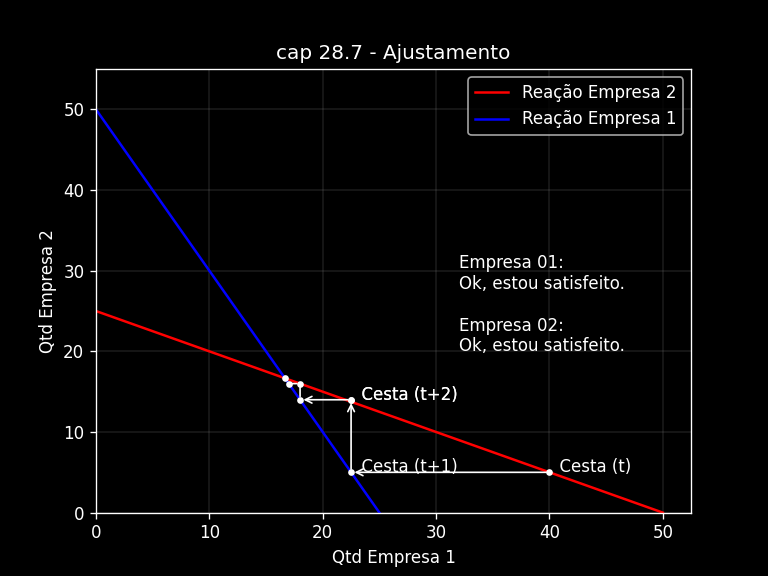 cap 28.7 - Ajustamento
Reação Empresa 2
Reação Empresa 1
50
40
30
20
10
0
Qtd Empresa 2
Empresa 01:
Ok, estou satisfeito.
Empresa 02:
Ok, estou satisfeito.
Cesta (t+2)
Cesta (t+1)
Cesta (t)
0
10
20
30
40
50
Qtd Empresa 1